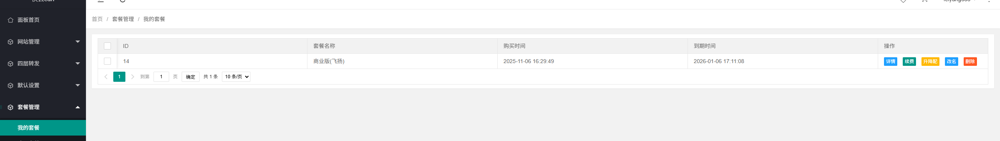 面板首页
网站管理
四层转发
默认设置
套餐管理
我的套餐
首页 / 套餐管理 / 我的套餐
ID 套餐名称 购买时间 到期时间 操作
14 商业版(飞扬) 2025-11-06 16:29:49 2026-01-06 17:11:08 详情 续费 升降配 改名 删除
1 到第 1 页 确定 共 1 条 10 条/页